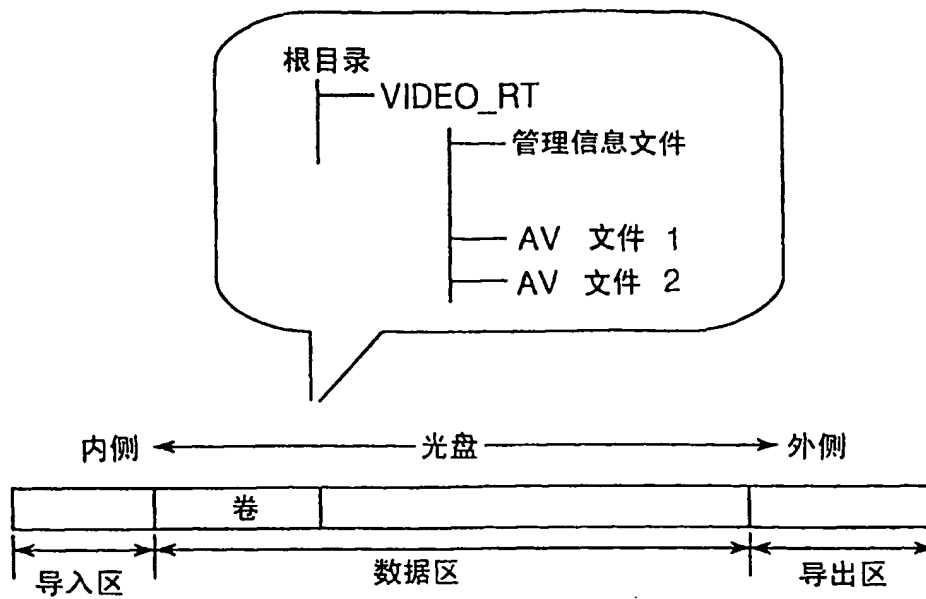 根目录
VIDEO_RT
管理信息文件
AV 文件 1
AV 文件 2
内侧 光盘 外侧
卷
导入区 数据区 导出区